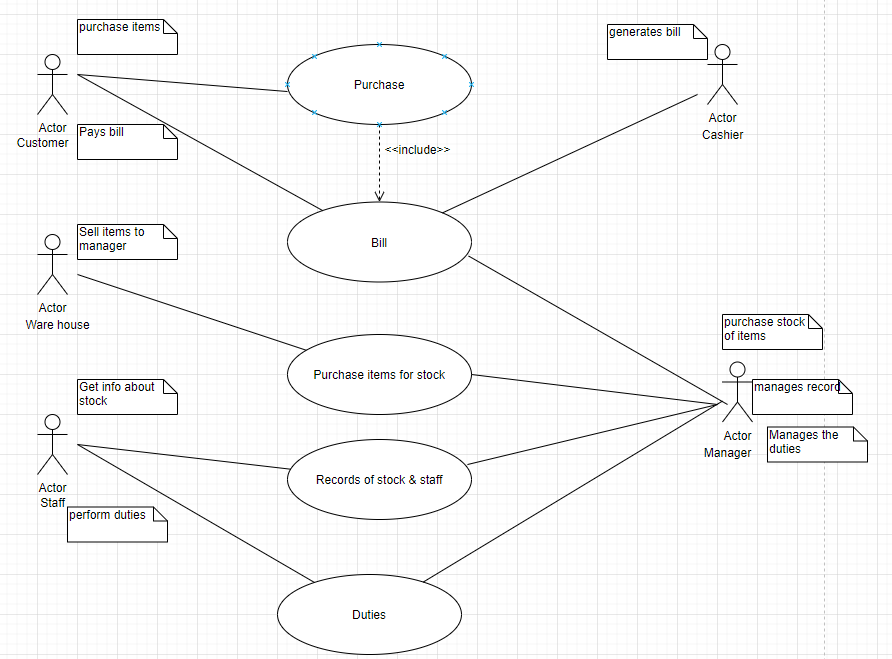 purchase items
generates bill
Purchase
Actor
Customer
Actor
Cashier
Pays bill
<<include>>
Sell items to
manager
Bill
Actor
Ware house
purchase stock
of items
Purchase items for stock
Get info about
stock
manages record
Actor
Manager
Manages the
duties
Records of stock & staff
Actor
Staff
perform duties
Duties